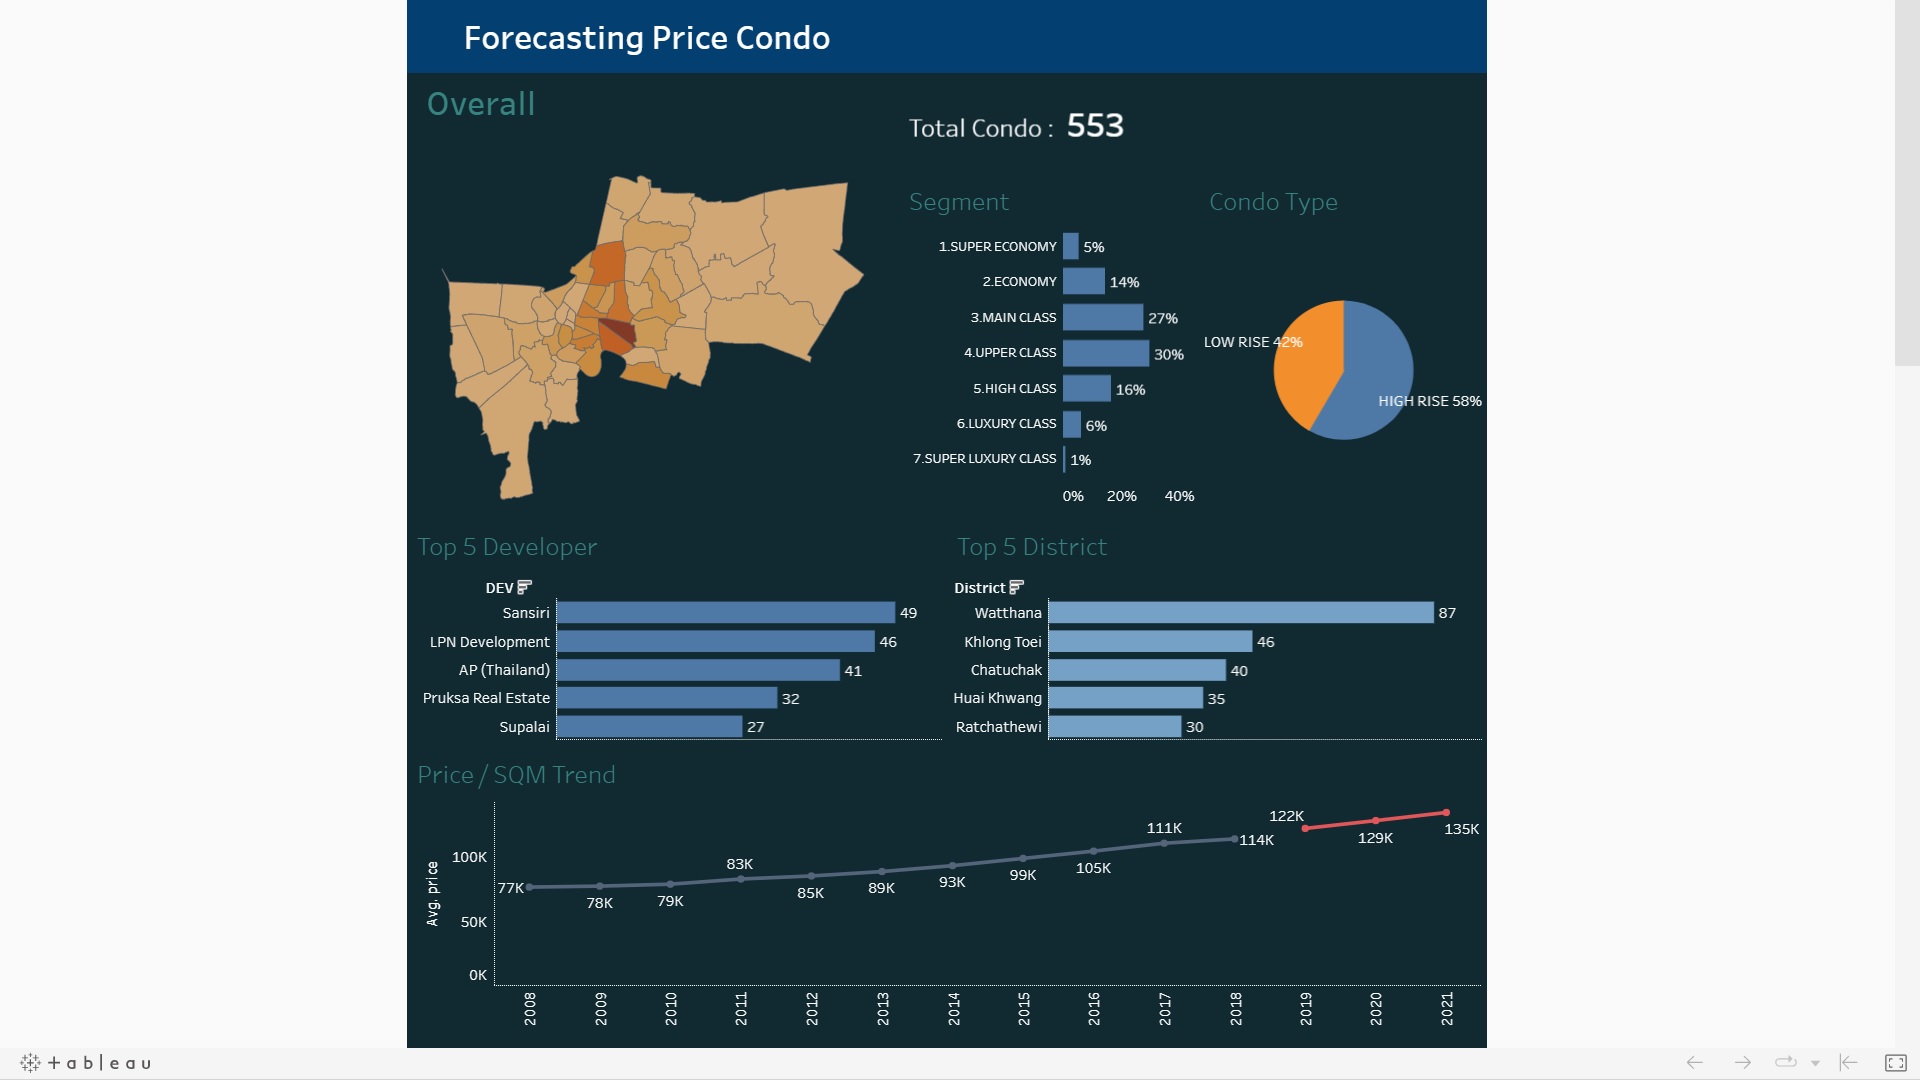 Forecasting Price Condo
Overall
Total Condo : 553
Segment
Condo Type
1.SUPER ECONOMY 5%
2.ECONOMY 14%
3.MAIN CLASS 27%
4.UPPER CLASS 30%
5.HIGH CLASS 16%
6.LUXURY CLASS 6%
7.SUPER LUXURY CLASS 1%
0% 20% 40%
LOW RISE 42%
HIGH RISE 58%
Top 5 Developer
DEV
Sansiri 49
LPN Development 46
AP (Thailand) 41
Pruksa Real Estate 32
Supalai 27
Top 5 District
District
Watthana 87
Khlong Toei 46
Chatuchak 40
Huai Khwang 35
Ratchathewi 30
Price / SQM Trend
Avg. price
100K
50K
0K
77K 78K 79K 83K 85K 89K 93K 99K 105K 111K 114K 122K 129K 135K
2008 2009 2010 2011 2012 2013 2014 2015 2016 2017 2018 2019 2020 2021
+ a b l e a u